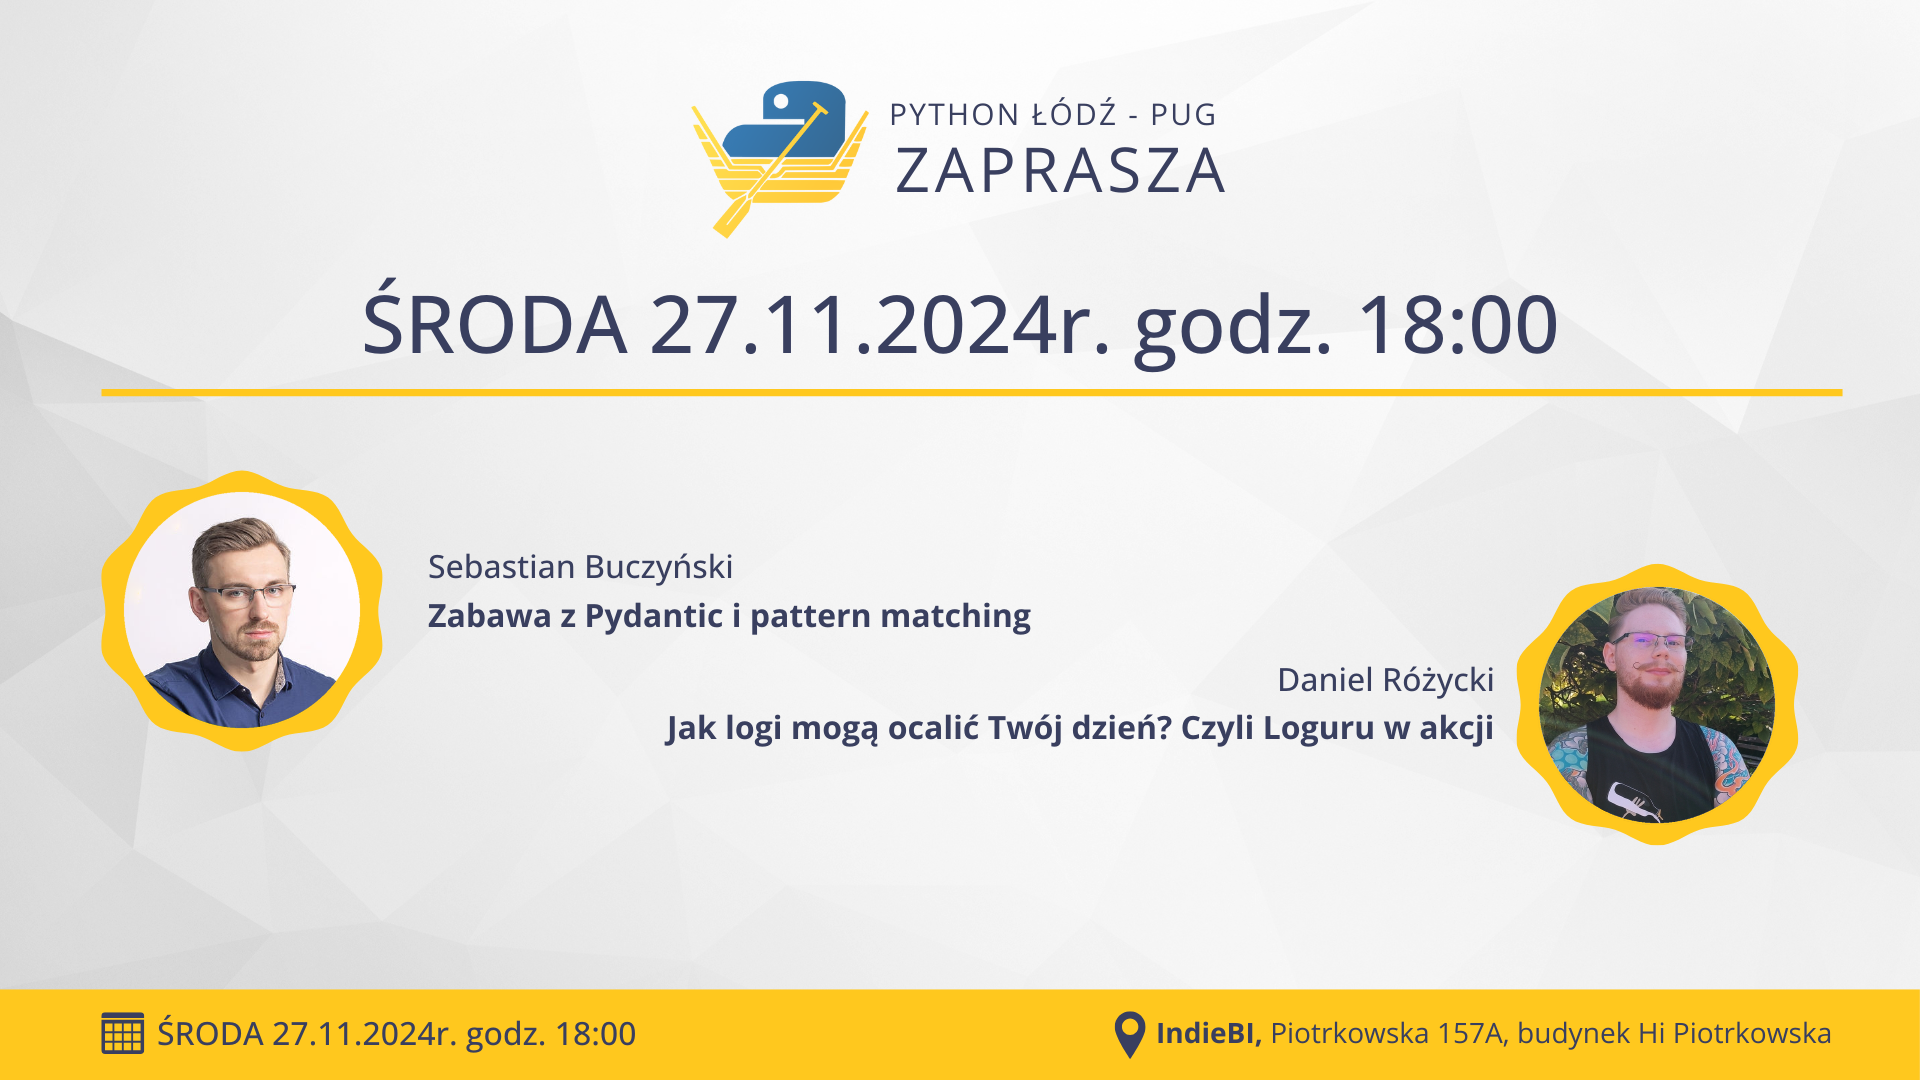 PYTHON ŁÓDŹ - PUG
ZAPRASZA
ŚRODA 27.11.2024r. godz. 18:00
Sebastian Buczyński
Zabawa z Pydantic i pattern matching
Daniel Różycki
Jak logi mogą ocalić Twój dzień? Czyli Loguru w akcji
ŚRODA 27.11.2024r. godz. 18:00
IndieBI, Piotrkowska 157A, budynek Hi Piotrkowska